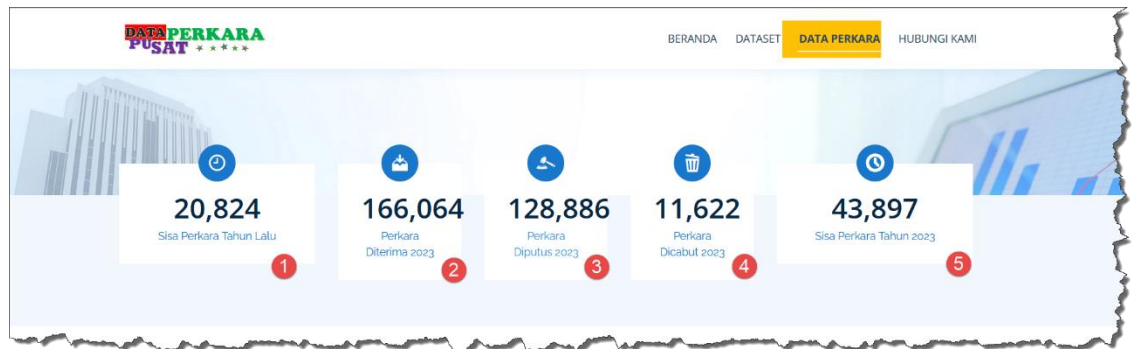 DATA PERKARA
PUSAT
BERANDA DATASET DATA PERKARA HUBUNGI KAMI
20,824
Sisa Perkara Tahun Lalu
1
166,064
Perkara
Diterima 2023
2
128,886
Perkara
Diputus 2023
3
11,622
Perkara
Dicabut 2023
4
43,897
Sisa Perkara Tahun 2023
5